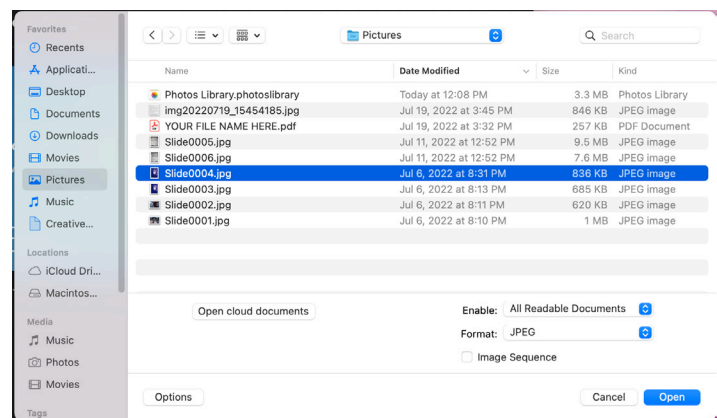 Favorites
Recents
Applicati...
Desktop
Documents
Downloads
Movies
Pictures
Music
Creative...
Locations
iCloud Dri...
Macintos...
Media
Music
Photos
Movies
Tags
Pictures
Search
Name Date Modified Size Kind
Photos Library.photoslibrary Today at 12:08 PM 3.3 MB Photos Library
img20220719_15454185.jpg Jul 19, 2022 at 3:45 PM 846 KB JPEG image
YOUR FILE NAME HERE.pdf Jul 19, 2022 at 3:32 PM 257 KB PDF Document
Slide0005.jpg Jul 11, 2022 at 12:52 PM 9.5 MB JPEG image
Slide0006.jpg Jul 11, 2022 at 12:52 PM 7.6 MB JPEG image
Slide0004.jpg Jul 6, 2022 at 8:31 PM 836 KB JPEG image
Slide0003.jpg Jul 6, 2022 at 8:13 PM 685 KB JPEG image
Slide0002.jpg Jul 6, 2022 at 8:11 PM 620 KB JPEG image
Slide0001.jpg Jul 6, 2022 at 8:10 PM 1 MB JPEG image
Open cloud documents
Enable: All Readable Documents
Format: JPEG
Image Sequence
Options Cancel Open